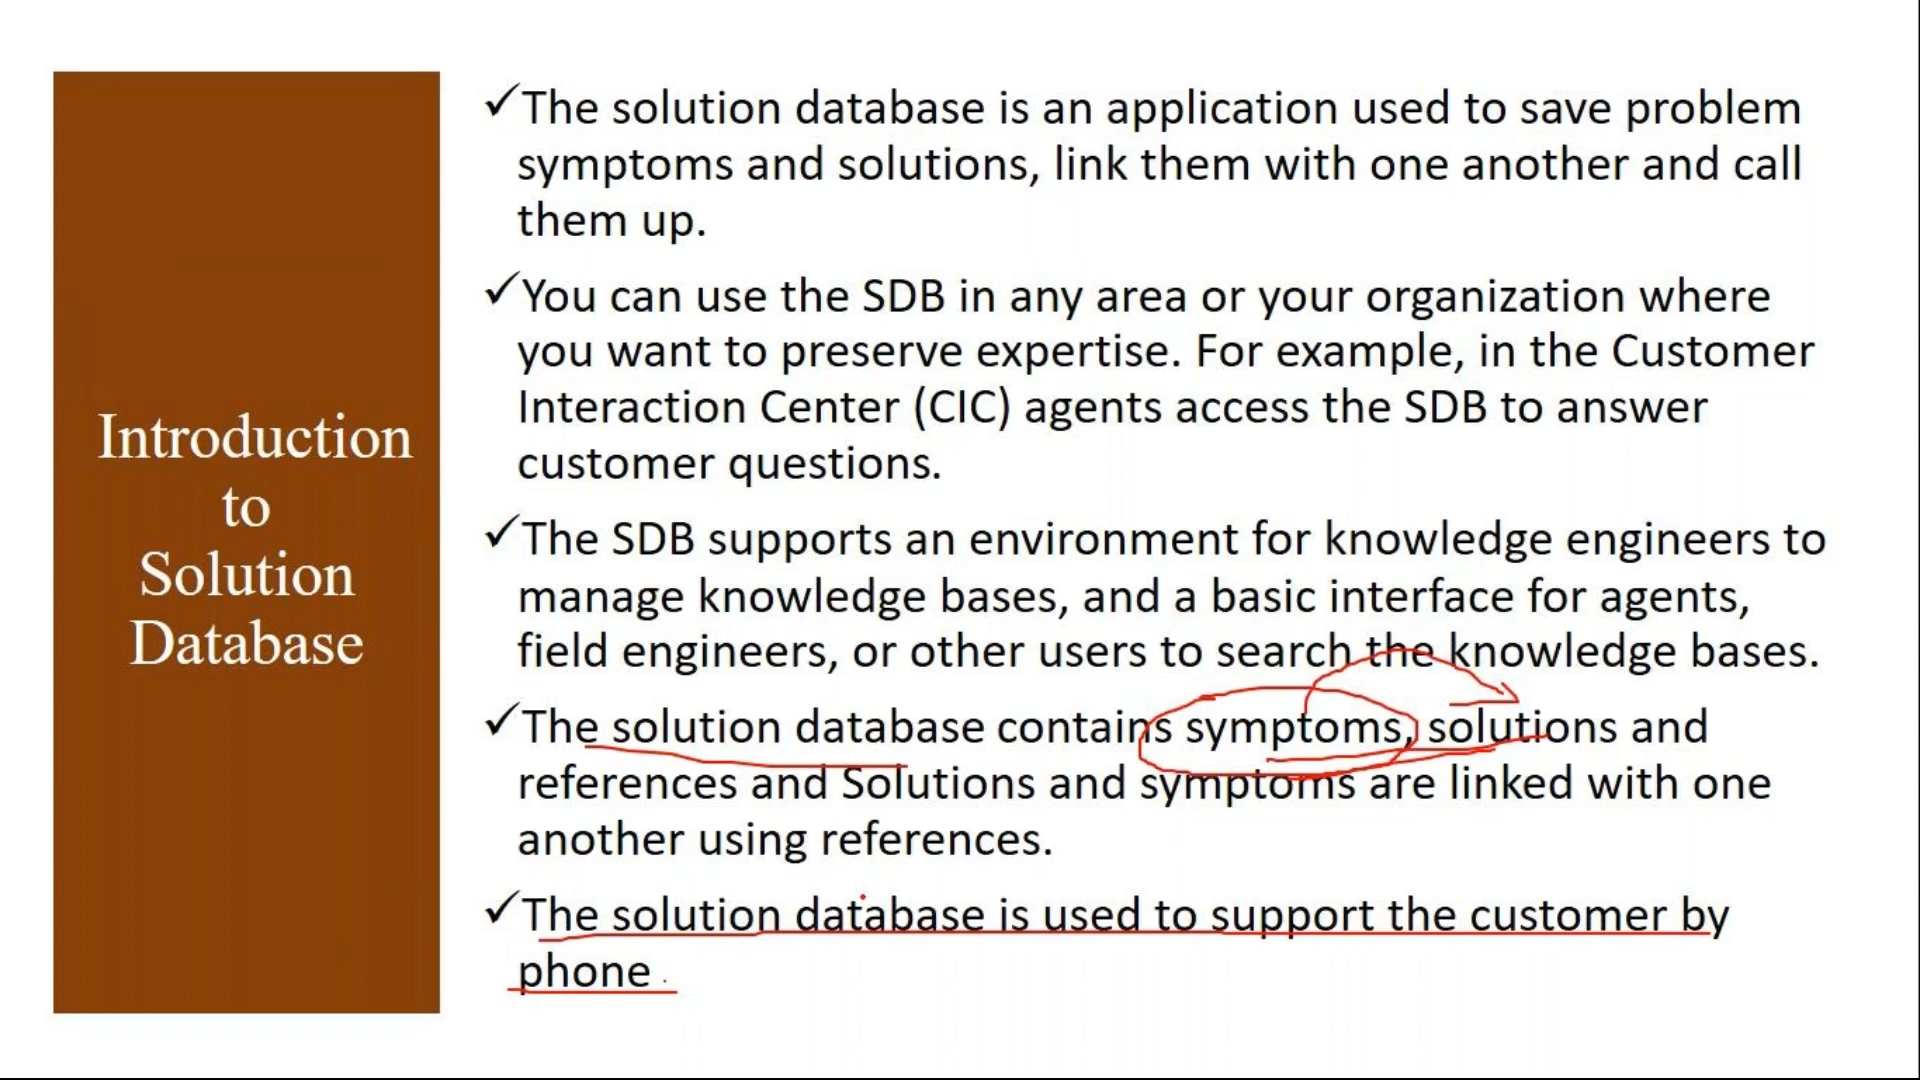 Introduction
to
Solution
Database
✓The solution database is an application used to save problem
symptoms and solutions, link them with one another and call
them up.
✓You can use the SDB in any area or your organization where
you want to preserve expertise. For example, in the Customer
Interaction Center (CIC) agents access the SDB to answer
customer questions.
✓The SDB supports an environment for knowledge engineers to
manage knowledge bases, and a basic interface for agents,
field engineers, or other users to search the knowledge bases.
✓The solution database contains symptoms, solutions and
references and Solutions and symptoms are linked with one
another using references.
✓The solution database is used to support the customer by
phone